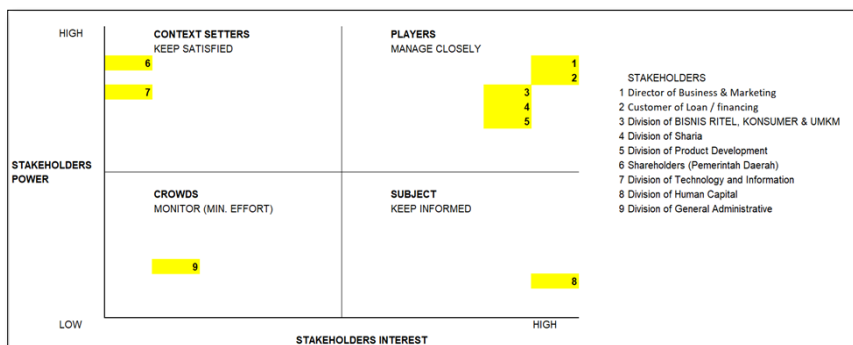 HIGH
CONTEXT SETTERS
KEEP SATISFIED
PLAYERS
MANAGE CLOSELY
6
7
1
2
3
4
5
STAKEHOLDERS
POWER
CROWDS
MONITOR (MIN. EFFORT)
SUBJECT
KEEP INFORMED
9
8
LOW
HIGH
STAKEHOLDERS INTEREST
STAKEHOLDERS
1 Director of Business & Marketing
2 Customer of Loan / financing
3 Division of BISNIS RITEL, KONSUMER & UMKM
4 Division of Sharia
5 Division of Product Development
6 Shareholders (Pemerintah Daerah)
7 Division of Technology and Information
8 Division of Human Capital
9 Division of General Administrative